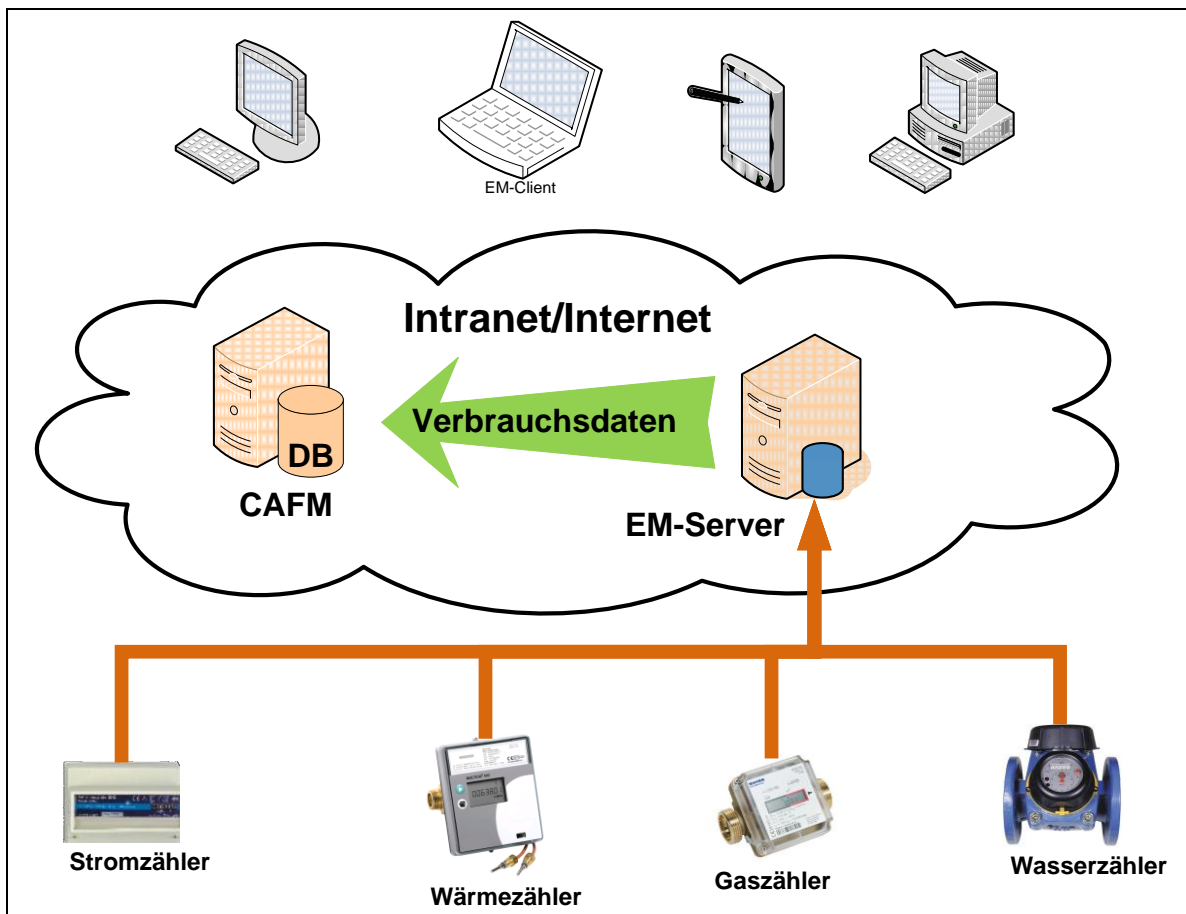 EM-Client
Intranet/Internet
Verbrauchsdaten
DB
CAFM
EM-Server
Stromzähler
Wärmezähler
Gaszähler
Wasserzähler